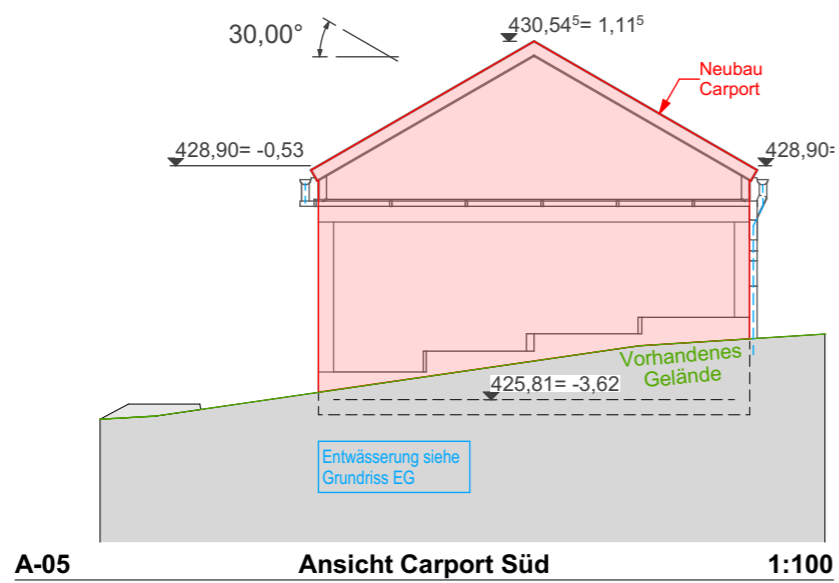 30,00°
430,54⁵= 1,11⁵
Neubau
Carport
428,90= -0,53
428,90=
Vorhandenes
Gelände
425,81= -3,62
Entwässerung siehe
Grundriss EG
A-05 Ansicht Carport Süd 1:100